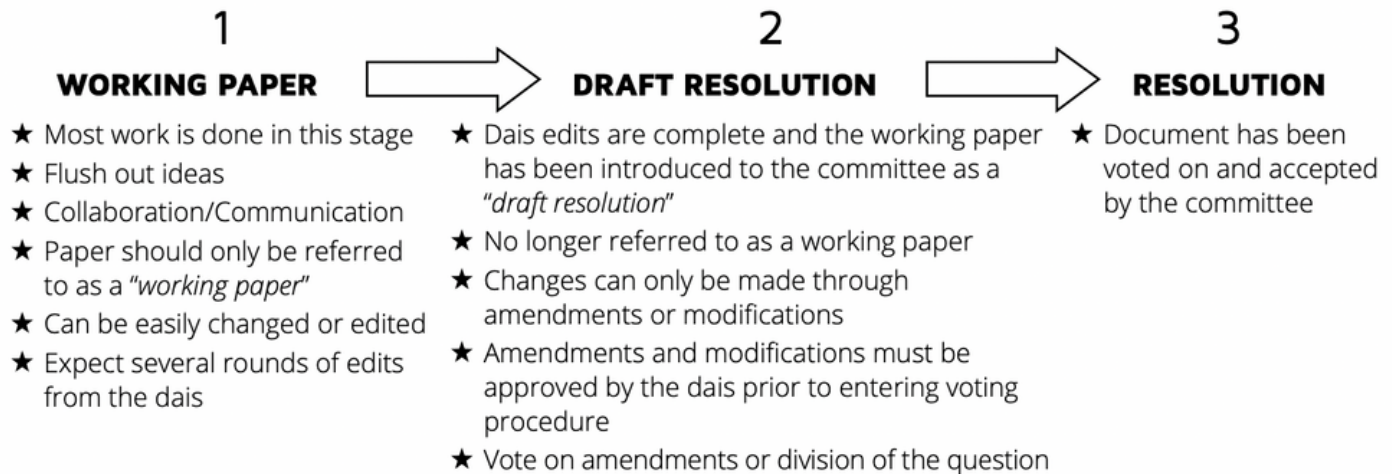 1
WORKING PAPER
★ Most work is done in this stage
★ Flush out ideas
★ Collaboration/Communication
★ Paper should only be referred
to as a “working paper”
★ Can be easily changed or edited
★ Expect several rounds of edits
from the dais
2
DRAFT RESOLUTION
★ Dais edits are complete and the working paper
has been introduced to the committee as a
“draft resolution”
★ No longer referred to as a working paper
★ Changes can only be made through
amendments or modifications
★ Amendments and modifications must be
approved by the dais prior to entering voting
procedure
★ Vote on amendments or division of the question
3
RESOLUTION
★ Document has been
voted on and accepted
by the committee